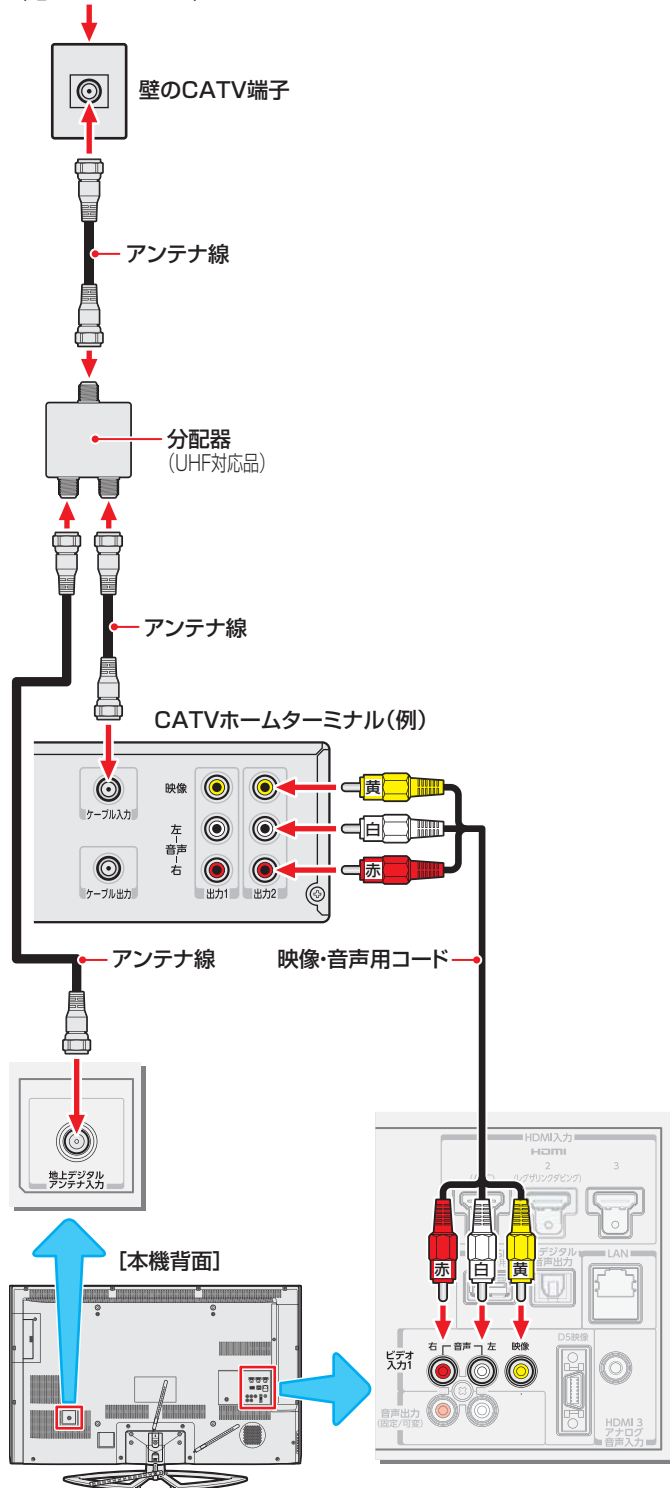 壁のCATV端子
アンテナ線
分配器
（UHF対応品）
アンテナ線
CATVホームターミナル（例）
映像
左
音声
右
ケーブル入力
ケーブル出力
出力1
出力2
黄
白
赤
アンテナ線
映像・音声用コード
地上デジタル
アンテナ入力
［本機背面］
HDMI入力
HDMI
2
(レグザリンクダビング)
3
赤
白
黄
デジタル
音声出力
LAN
ビデオ
入力1
右
音声
左
映像
D5映像
音声出力
(固定/可変)
HDMI 3
アナログ
音声入力